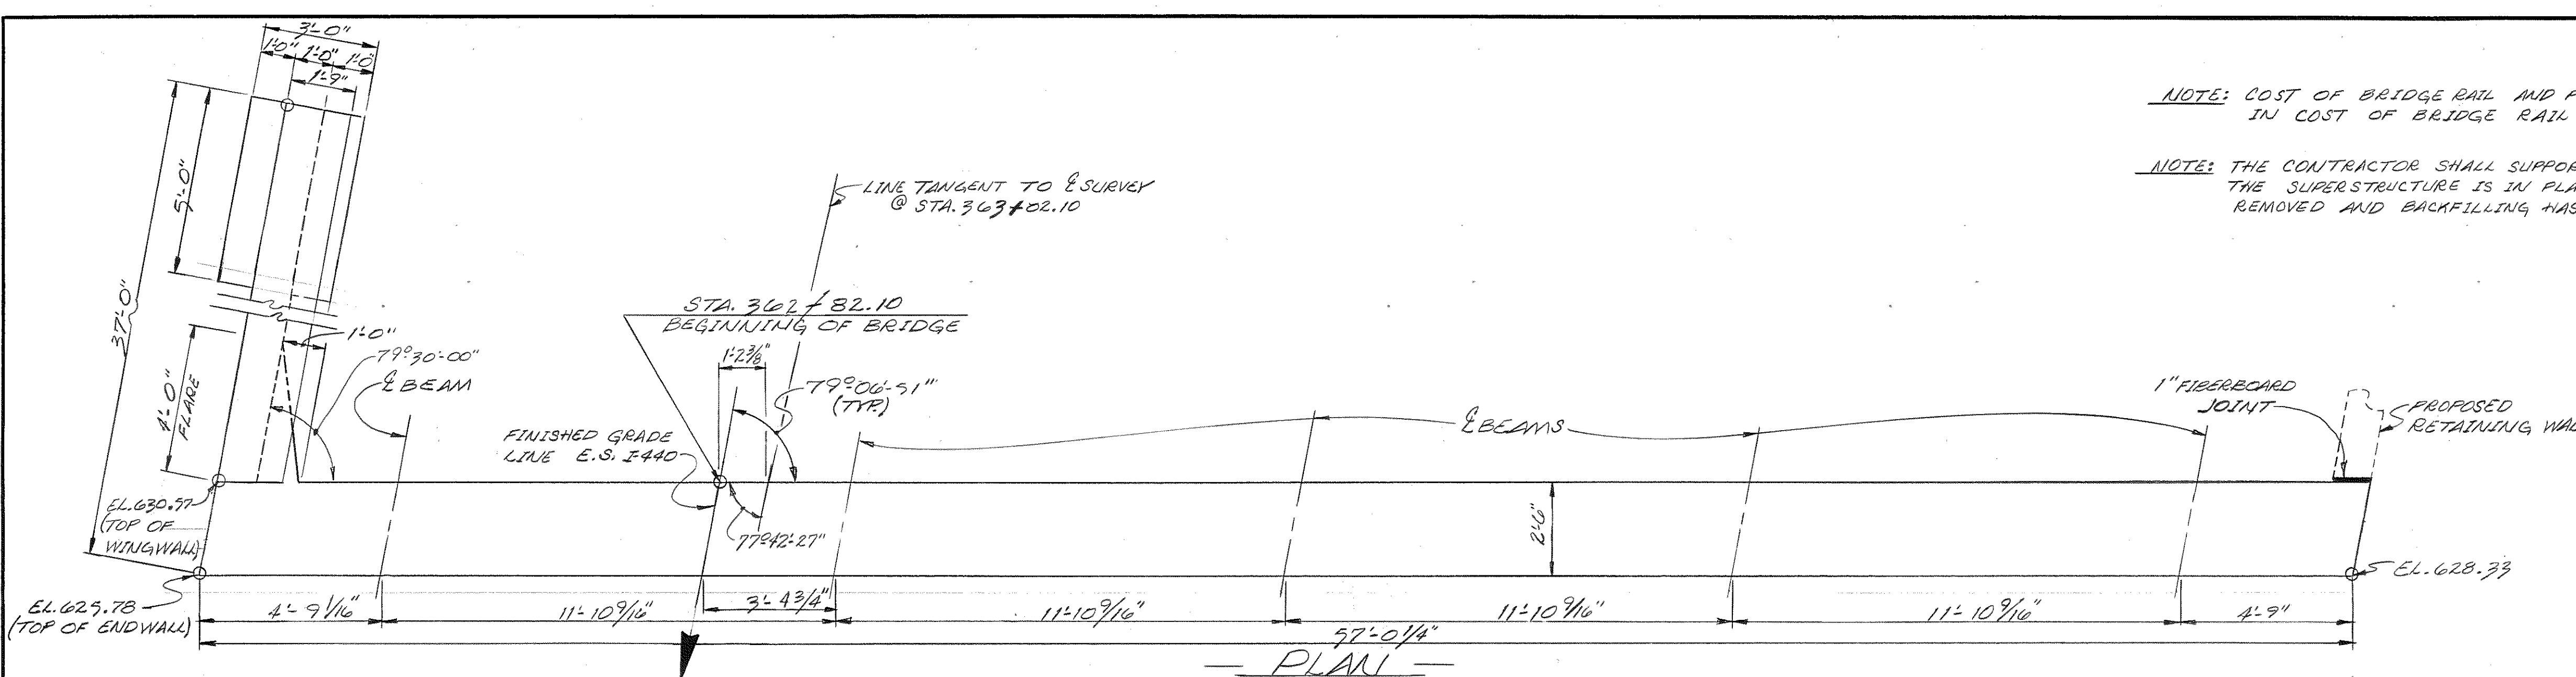 3'-0"
1'-0" 1'-0" 1'-0"
1'-9"
5'-0"
37'-0"
4'-0"
FLARE
1'-0"
79°30'-00"
℄ BEAM
NOTE: COST OF BRIDGE RAIL AND
IN COST OF BRIDGE RAIL
NOTE: THE CONTRACTOR SHALL
THE SUPERSTRUCTURE IS IN
REMOVED AND BACKFILLING
LINE TANGENT TO ℄ SURVEY
@ STA. 363+02.10
STA. 362+82.10
BEGINNING OF BRIDGE
1'-2 3/8"
79°-06'-51"
(TYP.)
FINISHED GRADE
LINE E.S. I-440
77°42'-27"
℄ BEAMS
2'-6"
1" FIBERBOARD
JOINT
PROPOSED
RETAINING
EL. 630.57
(TOP OF
WINGWALL)
EL. 625.78
(TOP OF ENDWALL)
EL. 628.33
4'-9 1/16" 11'-10 9/16" 3'-4 3/4" 11'-10 9/16" 11'-10 9/16" 11'-10 9/16" 4'-9"
57'-0 1/4"
— PLAN —